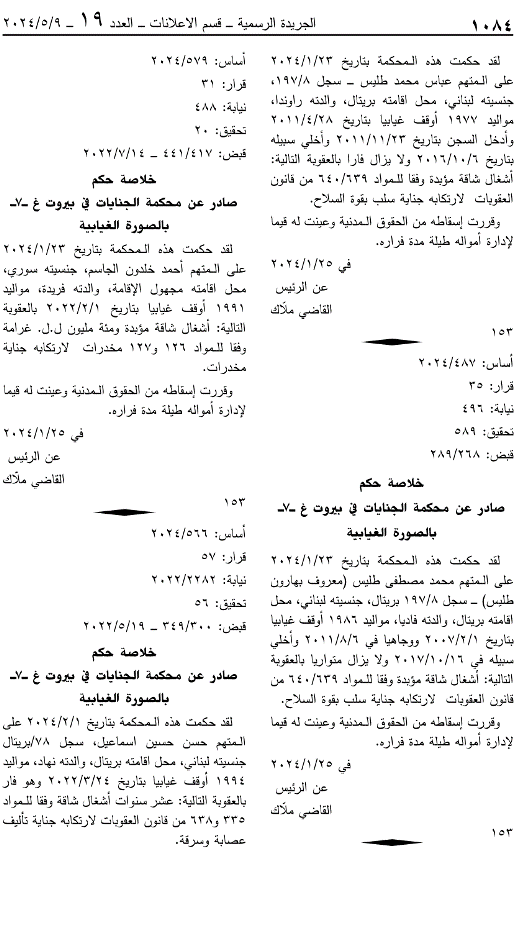 ١٠٨٤
الجريدة الرسمية – قسم الاعلانات – العدد ١٩ – ٢٠٢٤/٥/٩
لقد حكمت هذه المحكمة بتاريخ ٢٠٢٤/١/٢٣
على المتهم عباس محمد طليس – سجل ١٩٧/٨،
جنسيته لبناني، محل اقامته بريتال، والدته راوندا،
مواليد ١٩٧٧ أوقف غيابيا بتاريخ ٢٠١١/٤/٢٨
وأدخل السجن بتاريخ ٢٠١١/١١/٢٣ وأخلي سبيله
بتاريخ ٢٠١٦/١٠/٦ ولا يزال فارا بالعقوبة التالية:
أشغال شاقة مؤبدة وفقا للمواد ٦٤٠/٦٣٩ من قانون
العقوبات لارتكابه جناية سلب بقوة السلاح.
وقررت إسقاطه من الحقوق المدنية وعينت له قيما
لإدارة أمواله طيلة مدة فراره.
في ٢٠٢٤/١/٢٥
عن الرئيس
القاضي ملّاك
١٥٣
أساس: ٢٠٢٤/٤٨٧
قرار: ٣٥
نيابة: ٤٩٦
تحقيق: ٥٨٩
قبض: ٢٨٩/٢٦٨
خلاصة حكم
صادر عن محكمة الجنايات في بيروت غ –٧–
بالصورة الغيابية
لقد حكمت هذه المحكمة بتاريخ ٢٠٢٤/١/٢٣
على المتهم محمد مصطفى طليس (معروف بهارون
طليس) – سجل ١٩٧/٨ بريتال، جنسيته لبناني، محل
اقامته بريتال، والدته فاديا، مواليد ١٩٨٦ أوقف غيابيا
بتاريخ ٢٠٠٧/٢/١ ووجاهيا في ٢٠١١/٨/٦ وأخلي
سبيله في ٢٠١٧/١٠/١٦ ولا يزال متواريا بالعقوبة
التالية: أشغال شاقة مؤبدة وفقا للمواد ٦٤٠/٦٣٩ من
قانون العقوبات لارتكابه جناية سلب بقوة السلاح.
وقررت إسقاطه من الحقوق المدنية وعينت له قيما
لإدارة أمواله طيلة مدة فراره.
في ٢٠٢٤/١/٢٥
عن الرئيس
القاضي ملّاك
١٥٣
أساس: ٢٠٢٤/٥٧٩
قرار: ٣١
نيابة: ٤٨٨
تحقيق: ٢٠
قبض: ٤٤١/٤١٧ – ٢٠٢٢/٧/١٤
خلاصة حكم
صادر عن محكمة الجنايات في بيروت غ –٧–
بالصورة الغيابية
لقد حكمت هذه المحكمة بتاريخ ٢٠٢٤/١/٢٣
على المتهم أحمد خلدون الجاسم، جنسيته سوري،
محل اقامته مجهول الإقامة، والدته فريدة، مواليد
١٩٩١ أوقف غيابيا بتاريخ ٢٠٢٢/٢/١ بالعقوبة
التالية: أشغال شاقة مؤبدة ومئة مليون ل.ل. غرامة
وفقا للمواد ١٢٦ و١٢٧ مخدرات لارتكابه جناية
مخدرات.
وقررت إسقاطه من الحقوق المدنية وعينت له قيما
لإدارة أمواله طيلة مدة فراره.
في ٢٠٢٤/١/٢٥
عن الرئيس
القاضي ملّاك
١٥٣
أساس: ٢٠٢٤/٥٦٦
قرار: ٥٧
نيابة: ٢٠٢٢/٢٢٨٢
تحقيق: ٥٦
قبض: ٣٤٩/٣٠٠ – ٢٠٢٢/٥/١٩
خلاصة حكم
صادر عن محكمة الجنايات في بيروت غ –٧–
بالصورة الغيابية
لقد حكمت هذه المحكمة بتاريخ ٢٠٢٤/٢/١ على
المتهم حسن حسين اسماعيل، سجل ٧٨/بريتال
جنسيته لبناني، محل اقامته بريتال، والدته نهاد، مواليد
١٩٩٤ أوقف غيابيا بتاريخ ٢٠٢٢/٣/٢٤ وهو فار
بالعقوبة التالية: عشر سنوات أشغال شاقة وفقا للمواد
٣٣٥ و٦٣٨ من قانون العقوبات لارتكابه جناية تأليف
عصابة وسرقة.